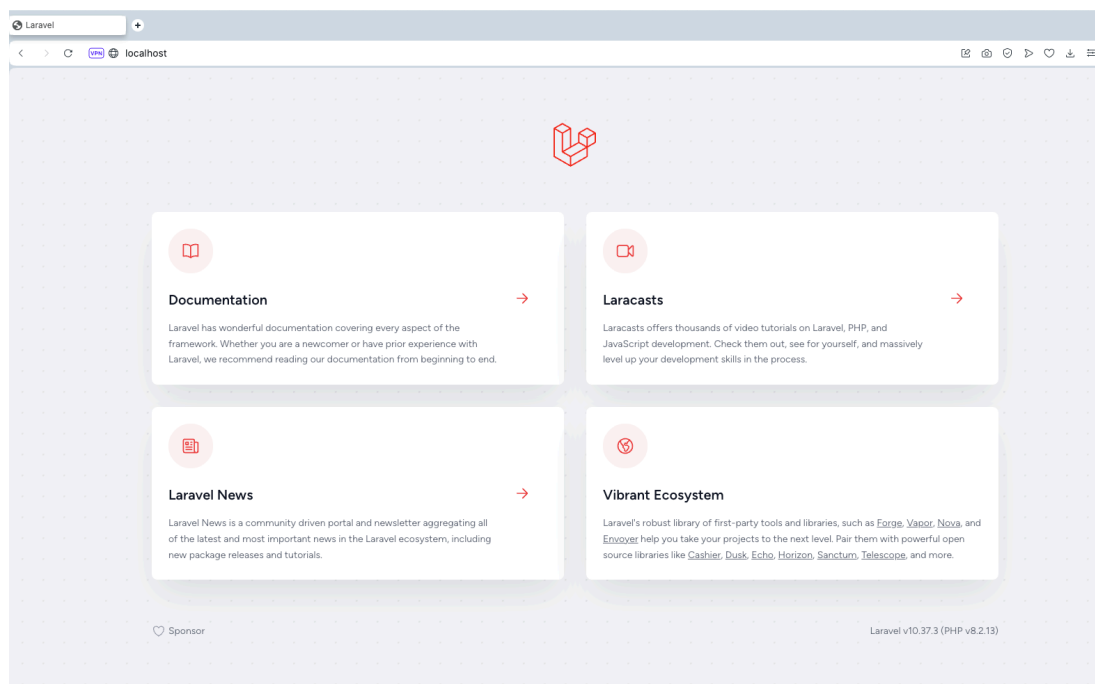 Laravel
VPN localhost
Documentation
Laravel has wonderful documentation covering every aspect of the
framework. Whether you are a newcomer or have prior experience with
Laravel, we recommend reading our documentation from beginning to end.
Laracasts
Laracasts offers thousands of video tutorials on Laravel, PHP, and
JavaScript development. Check them out, see for yourself, and massively
level up your development skills in the process.
Laravel News
Laravel News is a community driven portal and newsletter aggregating all
of the latest and most important news in the Laravel ecosystem, including
new package releases and tutorials.
Vibrant Ecosystem
Laravel's robust library of first-party tools and libraries, such as Forge, Vapor, Nova, and
Envoyer help you take your projects to the next level. Pair them with powerful open
source libraries like Cashier, Dusk, Echo, Horizon, Sanctum, Telescope, and more.
Sponsor
Laravel v10.37.3 (PHP v8.2.13)